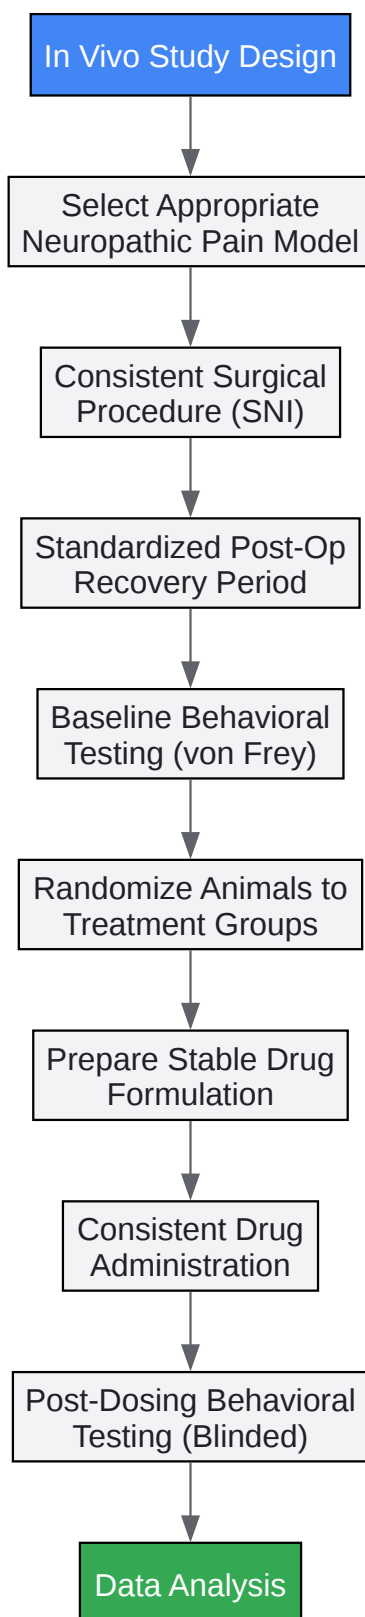 In Vivo Study Design
Select Appropriate
Neuropathic Pain Model
Consistent Surgical
Procedure (SNI)
Standardized Post-Op
Recovery Period
Baseline Behavioral
Testing (von Frey)
Randomize Animals to
Treatment Groups
Prepare Stable Drug
Formulation
Consistent Drug
Administration
Post-Dosing Behavioral
Testing (Blinded)
Data Analysis